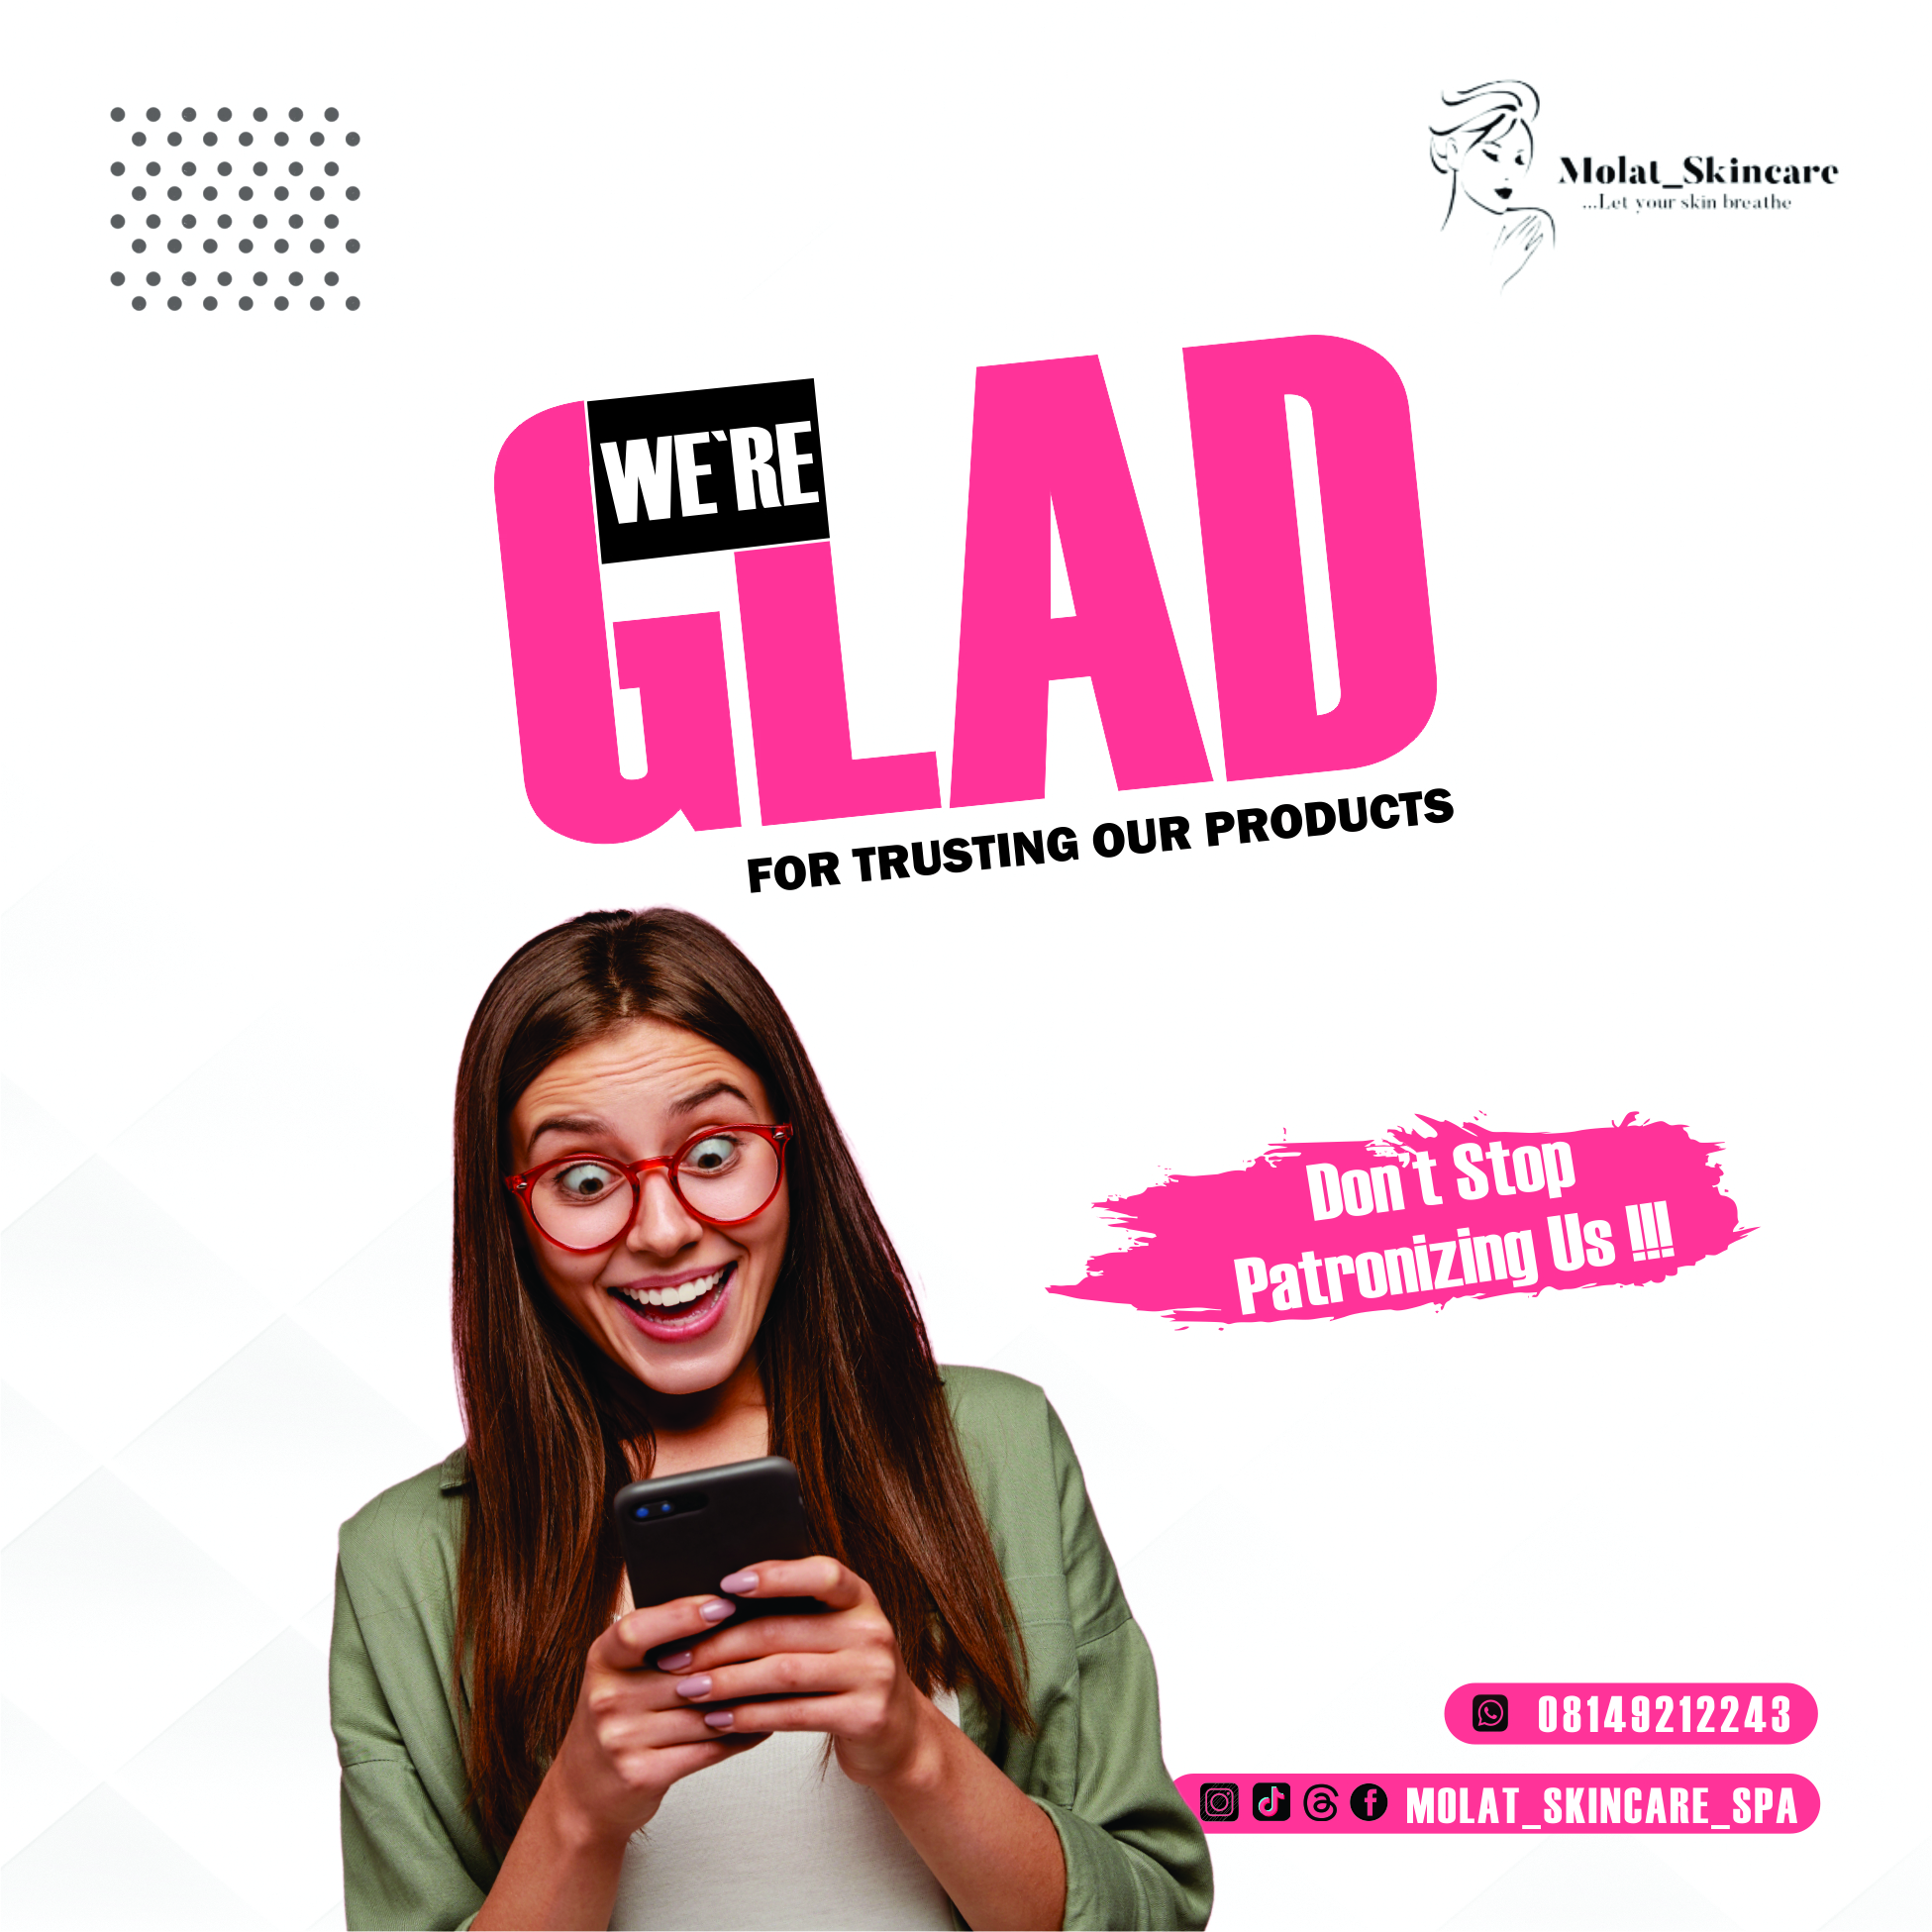 Molat_Skincare
...Let your skin breathe
WE`RE
GLAD
FOR TRUSTING OUR PRODUCTS
Don`t Stop
Patronizing Us !!!
08149212243
MOLAT_SKINCARE_SPA